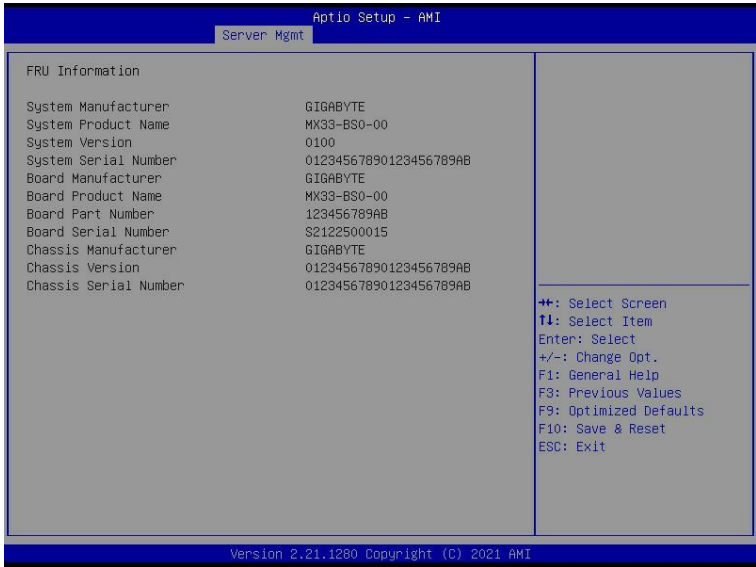 Aptio Setup - AMI
Server Mgmt
FRU Information
System Manufacturer GIGABYTE
System Product Name MX33-BS0-00
System Version 0100
System Serial Number 01234567890123456789AB
Board Manufacturer GIGABYTE
Board Product Name MX33-BS0-00
Board Part Number 123456789AB
Board Serial Number S2122500015
Chassis Manufacturer GIGABYTE
Chassis Version 01234567890123456789AB
Chassis Serial Number 01234567890123456789AB
→←: Select Screen
↑↓: Select Item
Enter: Select
+/-: Change Opt.
F1: General Help
F3: Previous Values
F9: Optimized Defaults
F10: Save & Reset
ESC: Exit
Version 2.21.1280 Copyright (C) 2021 AMI